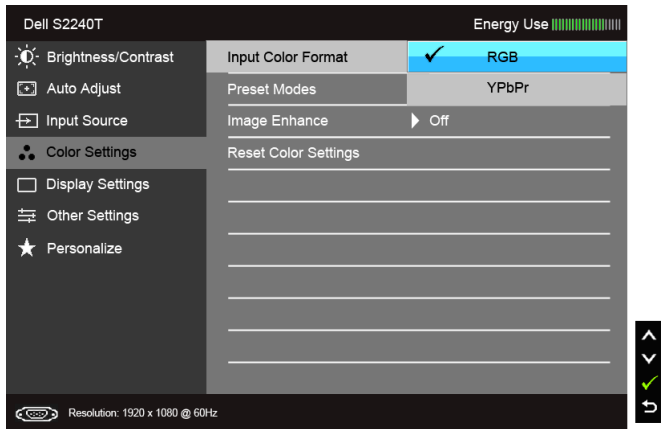 Dell S2240T
Energy Use
Brightness/Contrast
Auto Adjust
Input Source
Color Settings
Display Settings
Other Settings
Personalize
Input Color Format
RGB
Preset Modes
YPbPr
Image Enhance
Off
Reset Color Settings
Resolution: 1920 x 1080 @ 60Hz